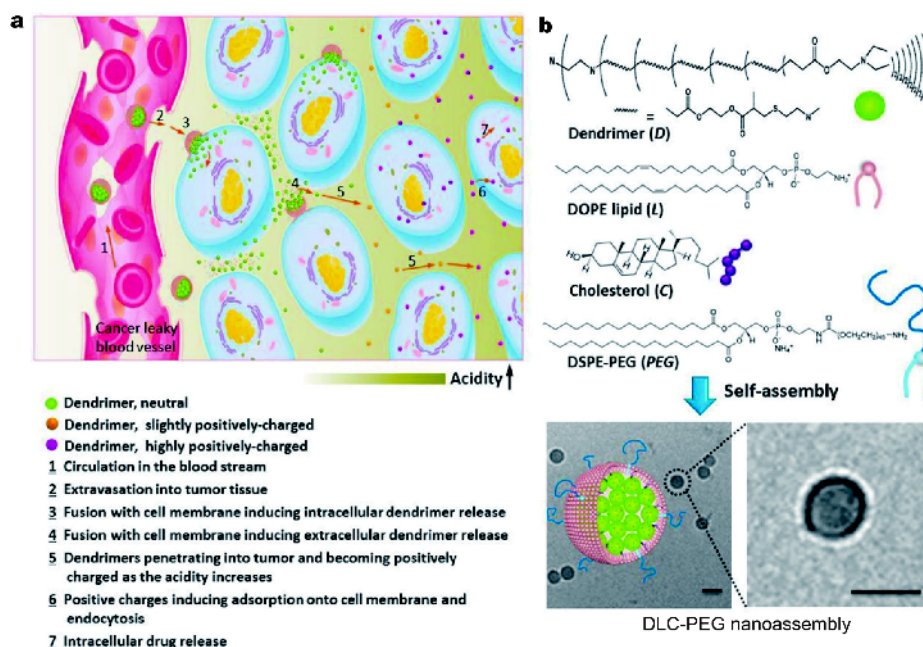 a
2
3
7
4
5
6
5
1
Cancer leaky
blood vessel
Acidity
Dendrimer, neutral
Dendrimer, slightly positively-charged
Dendrimer, highly positively-charged
1 Circulation in the blood stream
2 Extravasation into tumor tissue
3 Fusion with cell membrane inducing intracellular dendrimer release
4 Fusion with cell membrane inducing extracellular dendrimer release
5 Dendrimers penetrating into tumor and becoming positively
charged as the acidity increases
6 Positive charges inducing adsorption onto cell membrane and
endocytosis
7 Intracellular drug release
b
Dendrimer (D)
DOPE lipid (L)
Cholesterol (C)
DSPE-PEG (PEG)
Self-assembly
DLC-PEG nanoassembly